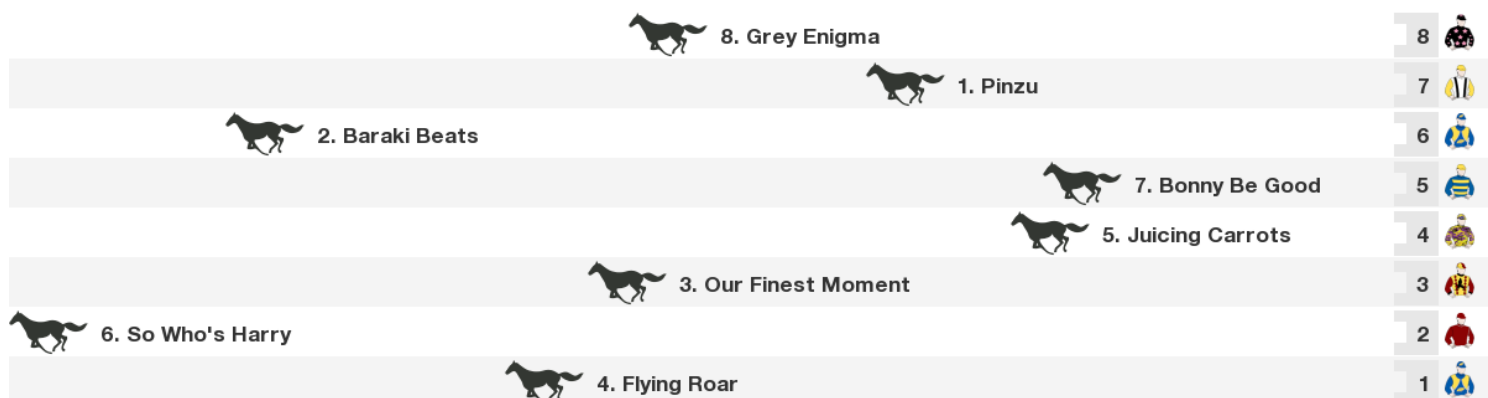 8. Grey Enigma 8
1. Pinzu 7
2. Baraki Beats 6
7. Bonny Be Good 5
5. Juicing Carrots 4
3. Our Finest Moment 3
6. So Who's Harry 2
4. Flying Roar 1